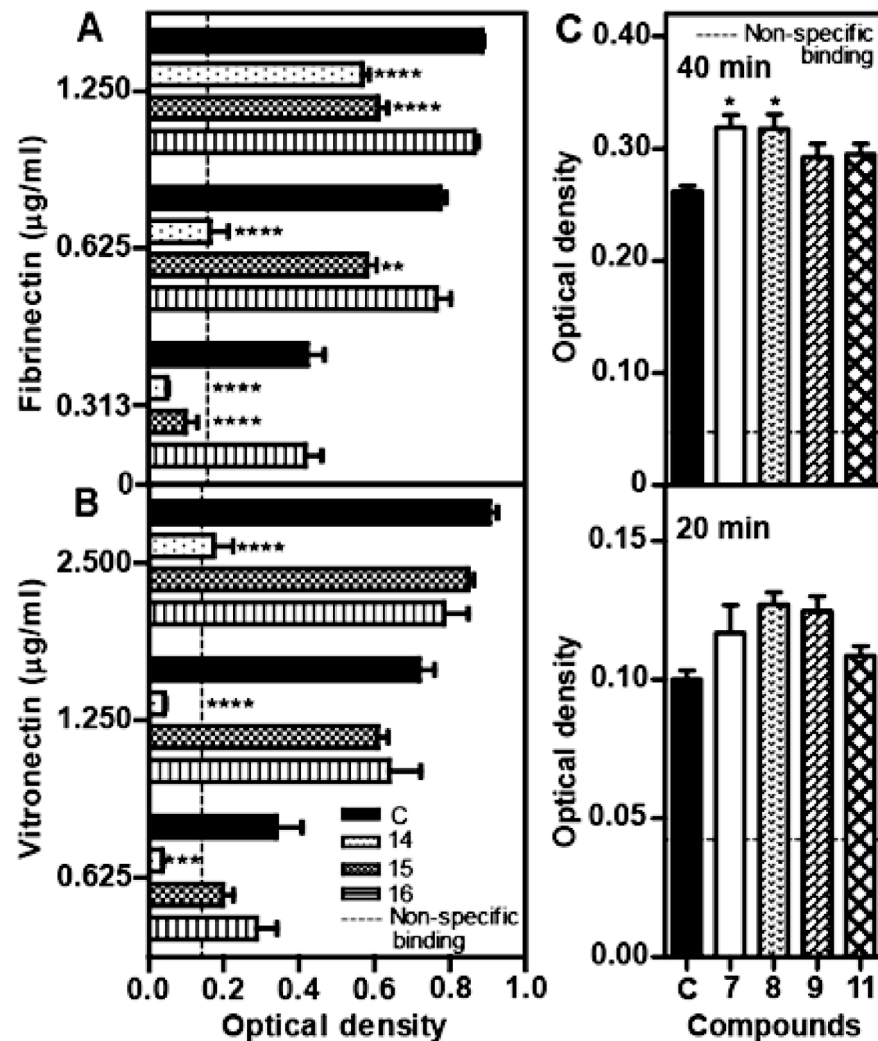 A
Fibrinectin (µg/ml)
1.250
****
****
0.625
****
**
0.313
****
****
0
B
Vitronectin (µg/ml)
2.500
****
1.250
****
0.625
***
C
14
15
16
Non-specific
binding
0.0 0.2 0.4 0.6 0.8 1.0
Optical density
C
Non-specific
binding
40 min
* *
Optical density
0.40
0.30
0.20
0.10
0
20 min
Optical density
0.15
0.10
0.05
0.00
C 7 8 9 11
Compounds